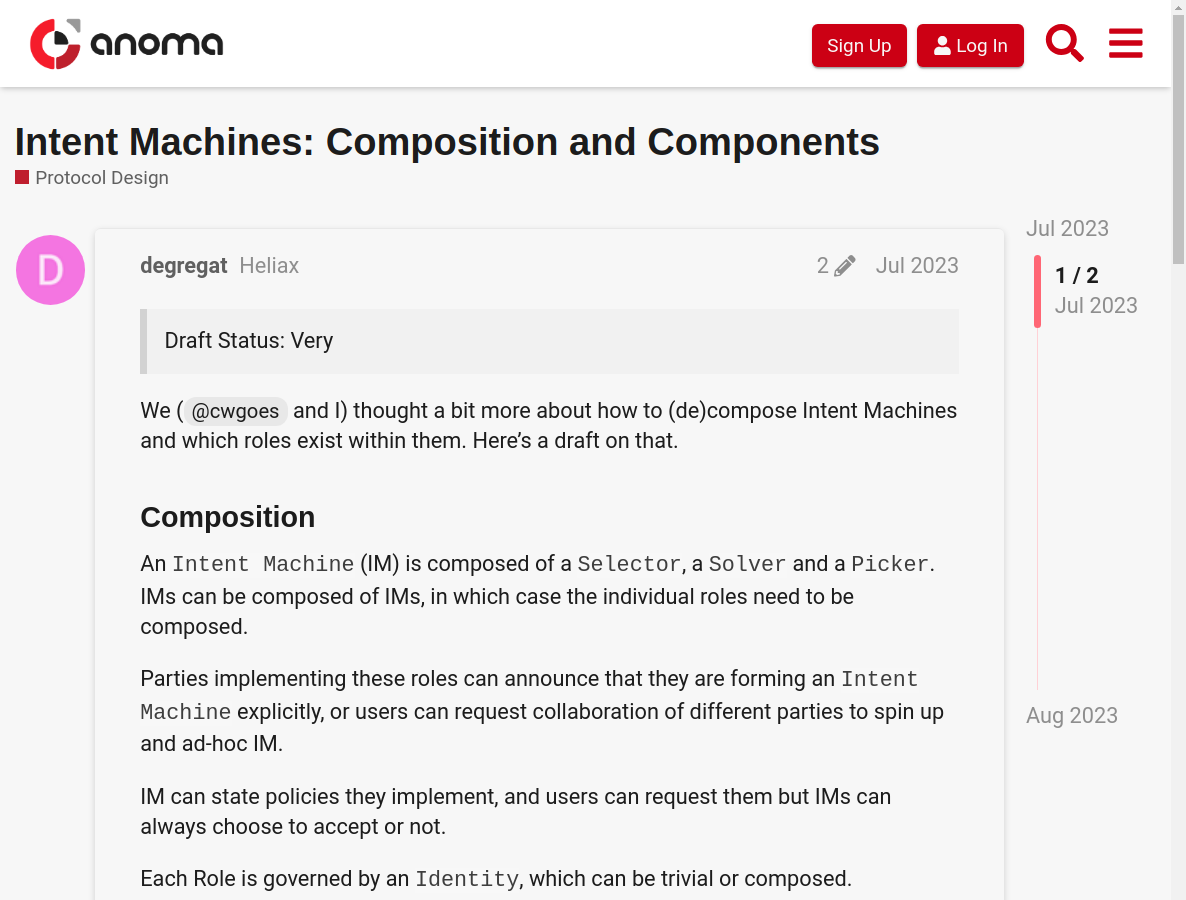 anoma
Sign Up
Log In
Intent Machines: Composition and Components
Protocol Design
Jul 2023
D
degregat Heliax
2
Jul 2023
1 / 2
Jul 2023
Draft Status: Very
We (@cwgoes and I) thought a bit more about how to (de)compose Intent Machines
and which roles exist within them. Here’s a draft on that.
Composition
An Intent Machine (IM) is composed of a Selector, a Solver and a Picker.
IMs can be composed of IMs, in which case the individual roles need to be
composed.
Parties implementing these roles can announce that they are forming an Intent
Machine explicitly, or users can request collaboration of different parties to spin up
and ad-hoc IM.
Aug 2023
IM can state policies they implement, and users can request them but IMs can
always choose to accept or not.
Each Role is governed by an Identity, which can be trivial or composed.